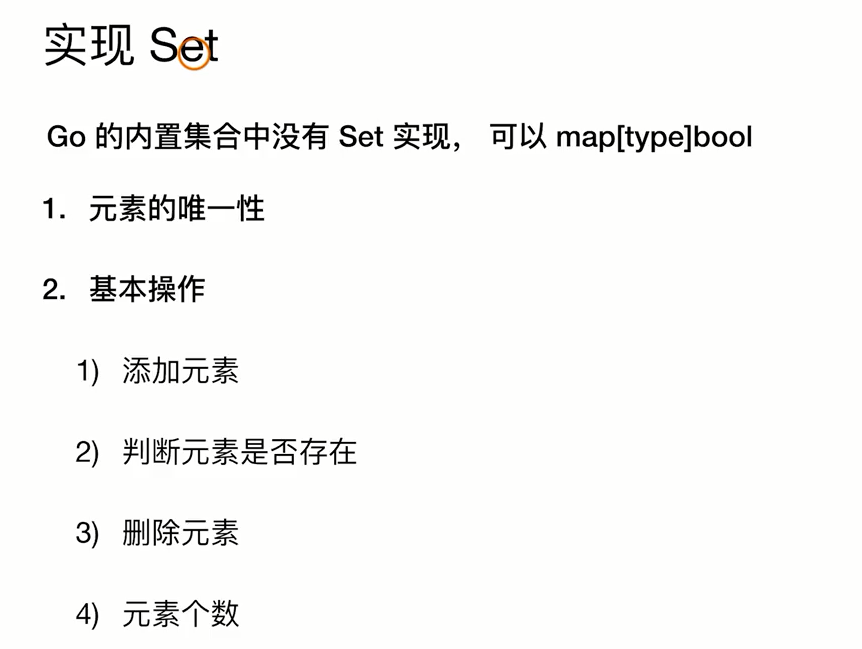 实现 Set
Go 的内置集合中没有 Set 实现， 可以 map[type]bool
1. 元素的唯一性
2. 基本操作
1) 添加元素
2) 判断元素是否存在
3) 删除元素
4) 元素个数